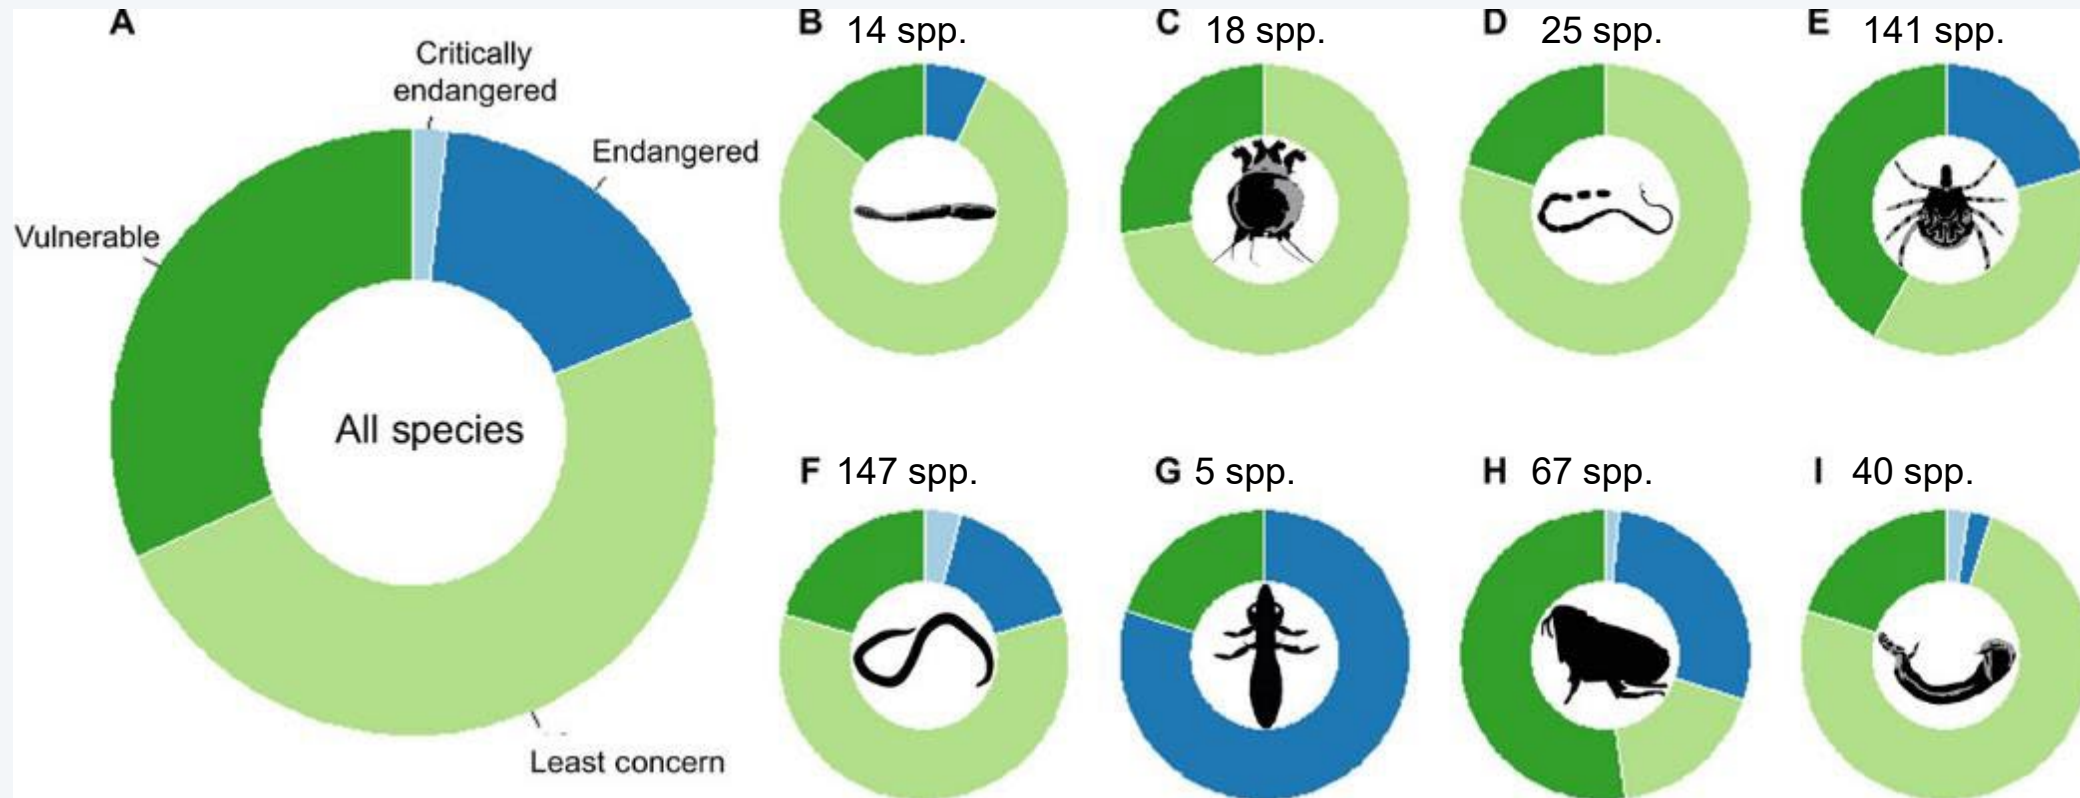 A
Critically
endangered
Endangered
Vulnerable
All species
Least concern
B 14 spp.
C 18 spp.
D 25 spp.
E 141 spp.
F 147 spp.
G 5 spp.
H 67 spp.
I 40 spp.